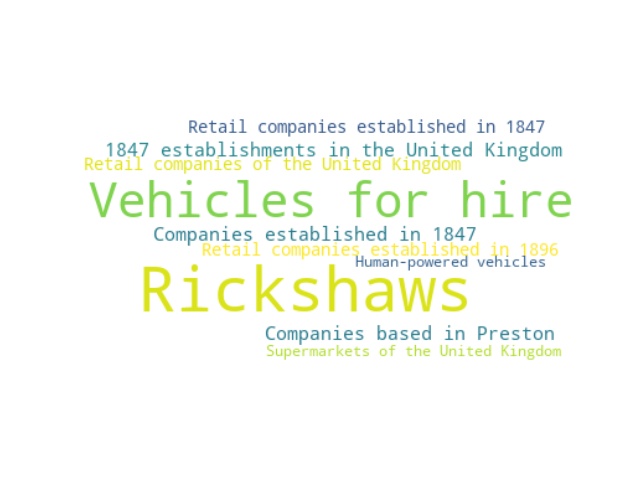 Retail companies established in 1847
1847 establishments in the United Kingdom
Retail companies of the United Kingdom
Vehicles for hire
Companies established in 1847
Retail companies established in 1896
Human-powered vehicles
Rickshaws
Companies based in Preston
Supermarkets of the United Kingdom